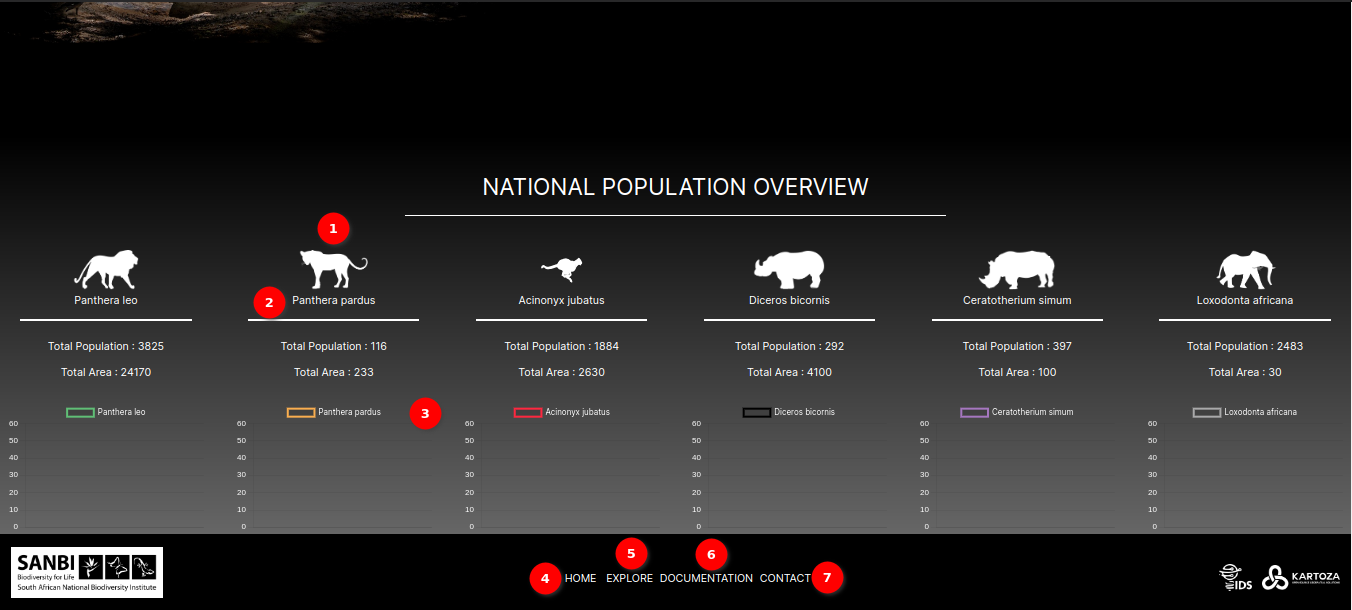 NATIONAL POPULATION OVERVIEW
1
Panthera leo
2 Panthera pardus
Acinonyx jubatus
Diceros bicornis
Ceratotherium simum
Loxodonta africana
Total Population : 3825
Total Population : 116
Total Population : 1884
Total Population : 292
Total Population : 397
Total Population : 2483
Total Area : 24170
Total Area : 233
Total Area : 2630
Total Area : 4100
Total Area : 100
Total Area : 30
Panthera leo
Panthera pardus
3
Acinonyx jubatus
Diceros bicornis
Ceratotherium simum
Loxodonta africana
60 60 60 60 60 60
50 50 50 50 50 50
40 40 40 40 40 40
30 30 30 30 30 30
20 20 20 20 20 20
10 10 10 10 10 10
0 0 0 0 0 0
SANBI
Biodiversity for Life
South African National Biodiversity Institute
5 6
4 HOME EXPLORE DOCUMENTATION CONTACT 7
IDS
KARTOZA